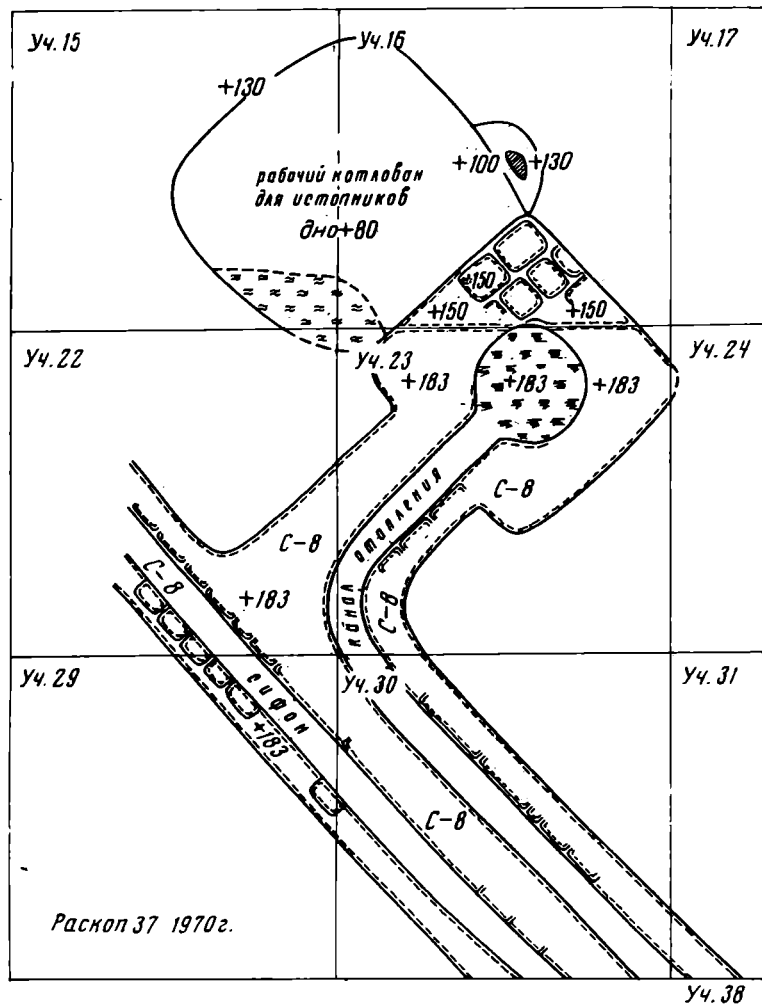 Уч. 15
Уч. 16
Уч. 17
+130
+100
+130
рабочий котлован
для истопников
дно+80
+150
+150
+150
Уч. 22
Уч. 23
Уч. 24
+183
+183
+183
канал отопления
С-8
С-8
С-8
С-8
+183
Уч. 29
сифон
Уч. 30
Уч. 31
+183
С-8
Раскоп 37 1970г.
Уч. 38